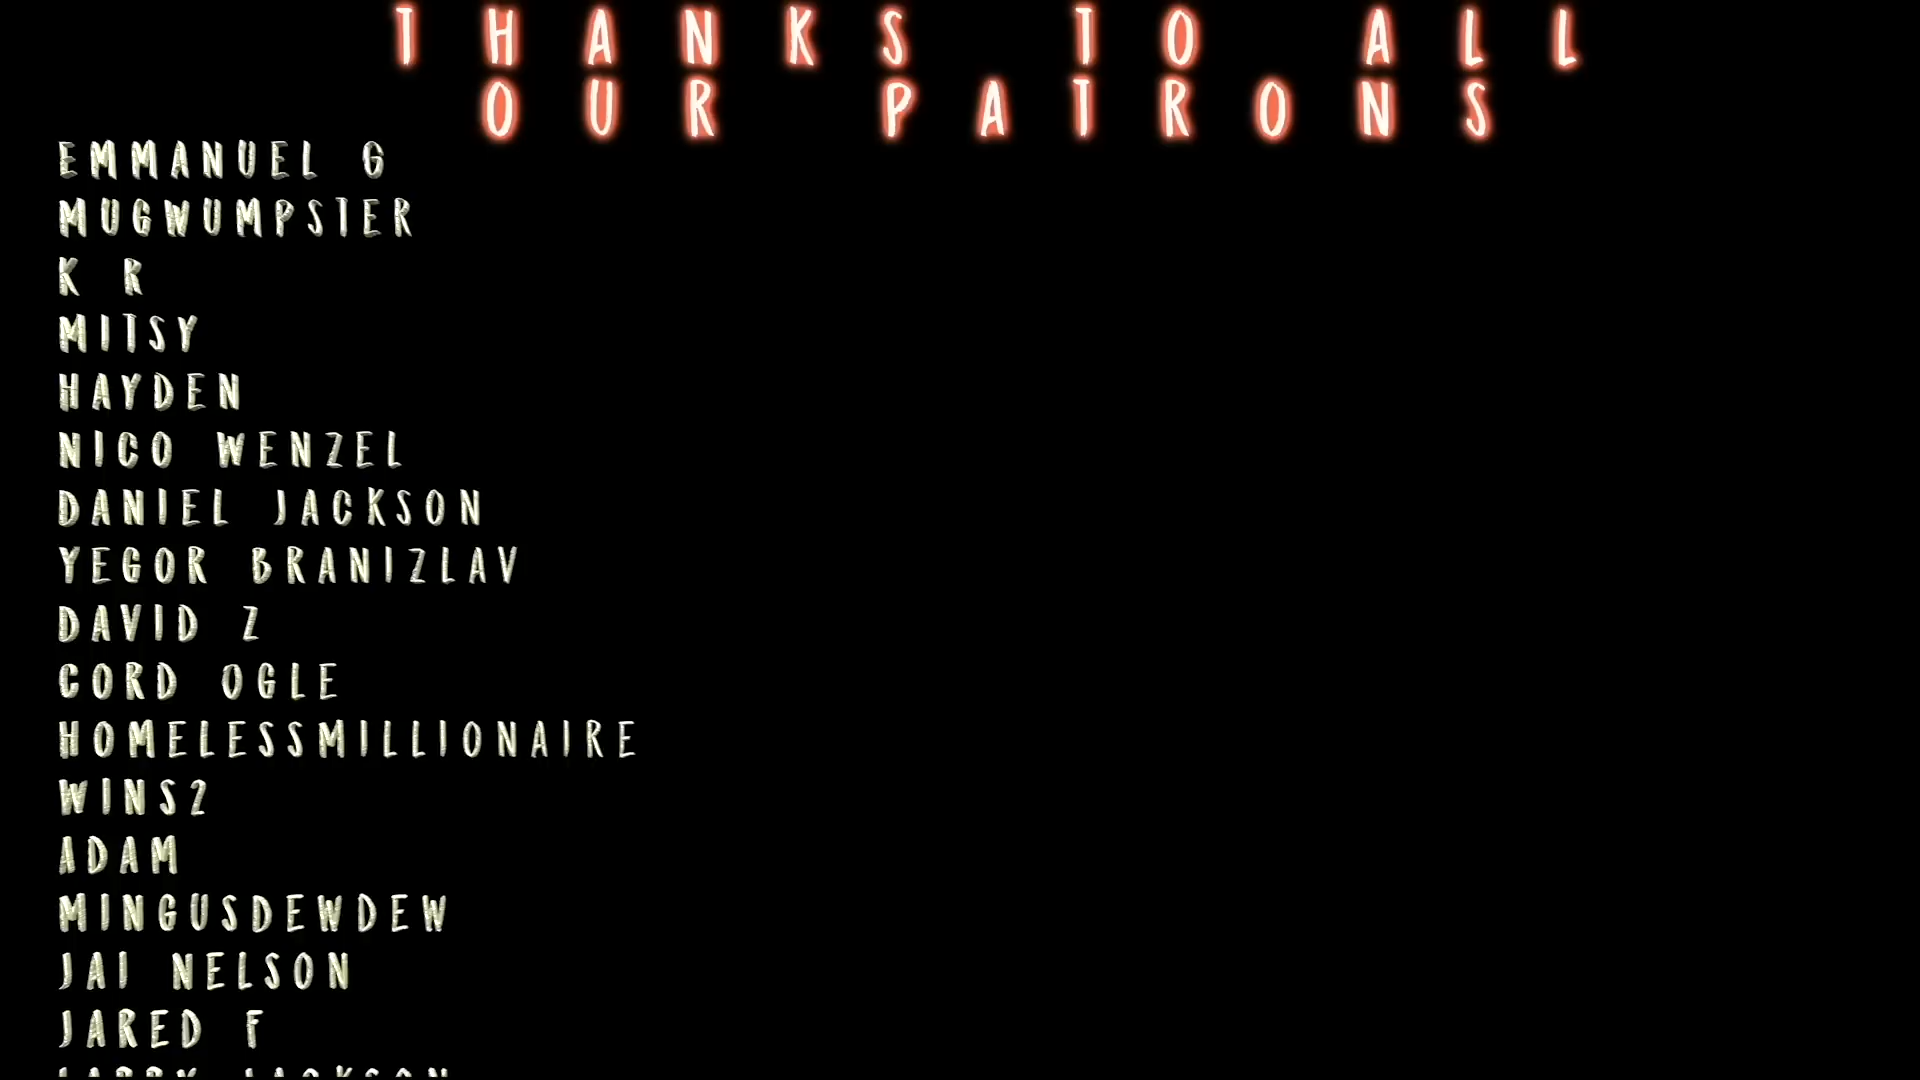 THANKS TO ALL
OUR PATRONS
EMMANUEL G
MUGWUMPSTER
K R
MITSY
HAYDEN
NICO WENZEL
DANIEL JACKSON
YEGOR BRANIZLAV
DAVID Z
CORD OGLE
HOMELESSMILLIONAIRE
WINS2
ADAM
MINGUSDEWDEW
JAI NELSON
JARED F
JACKSON